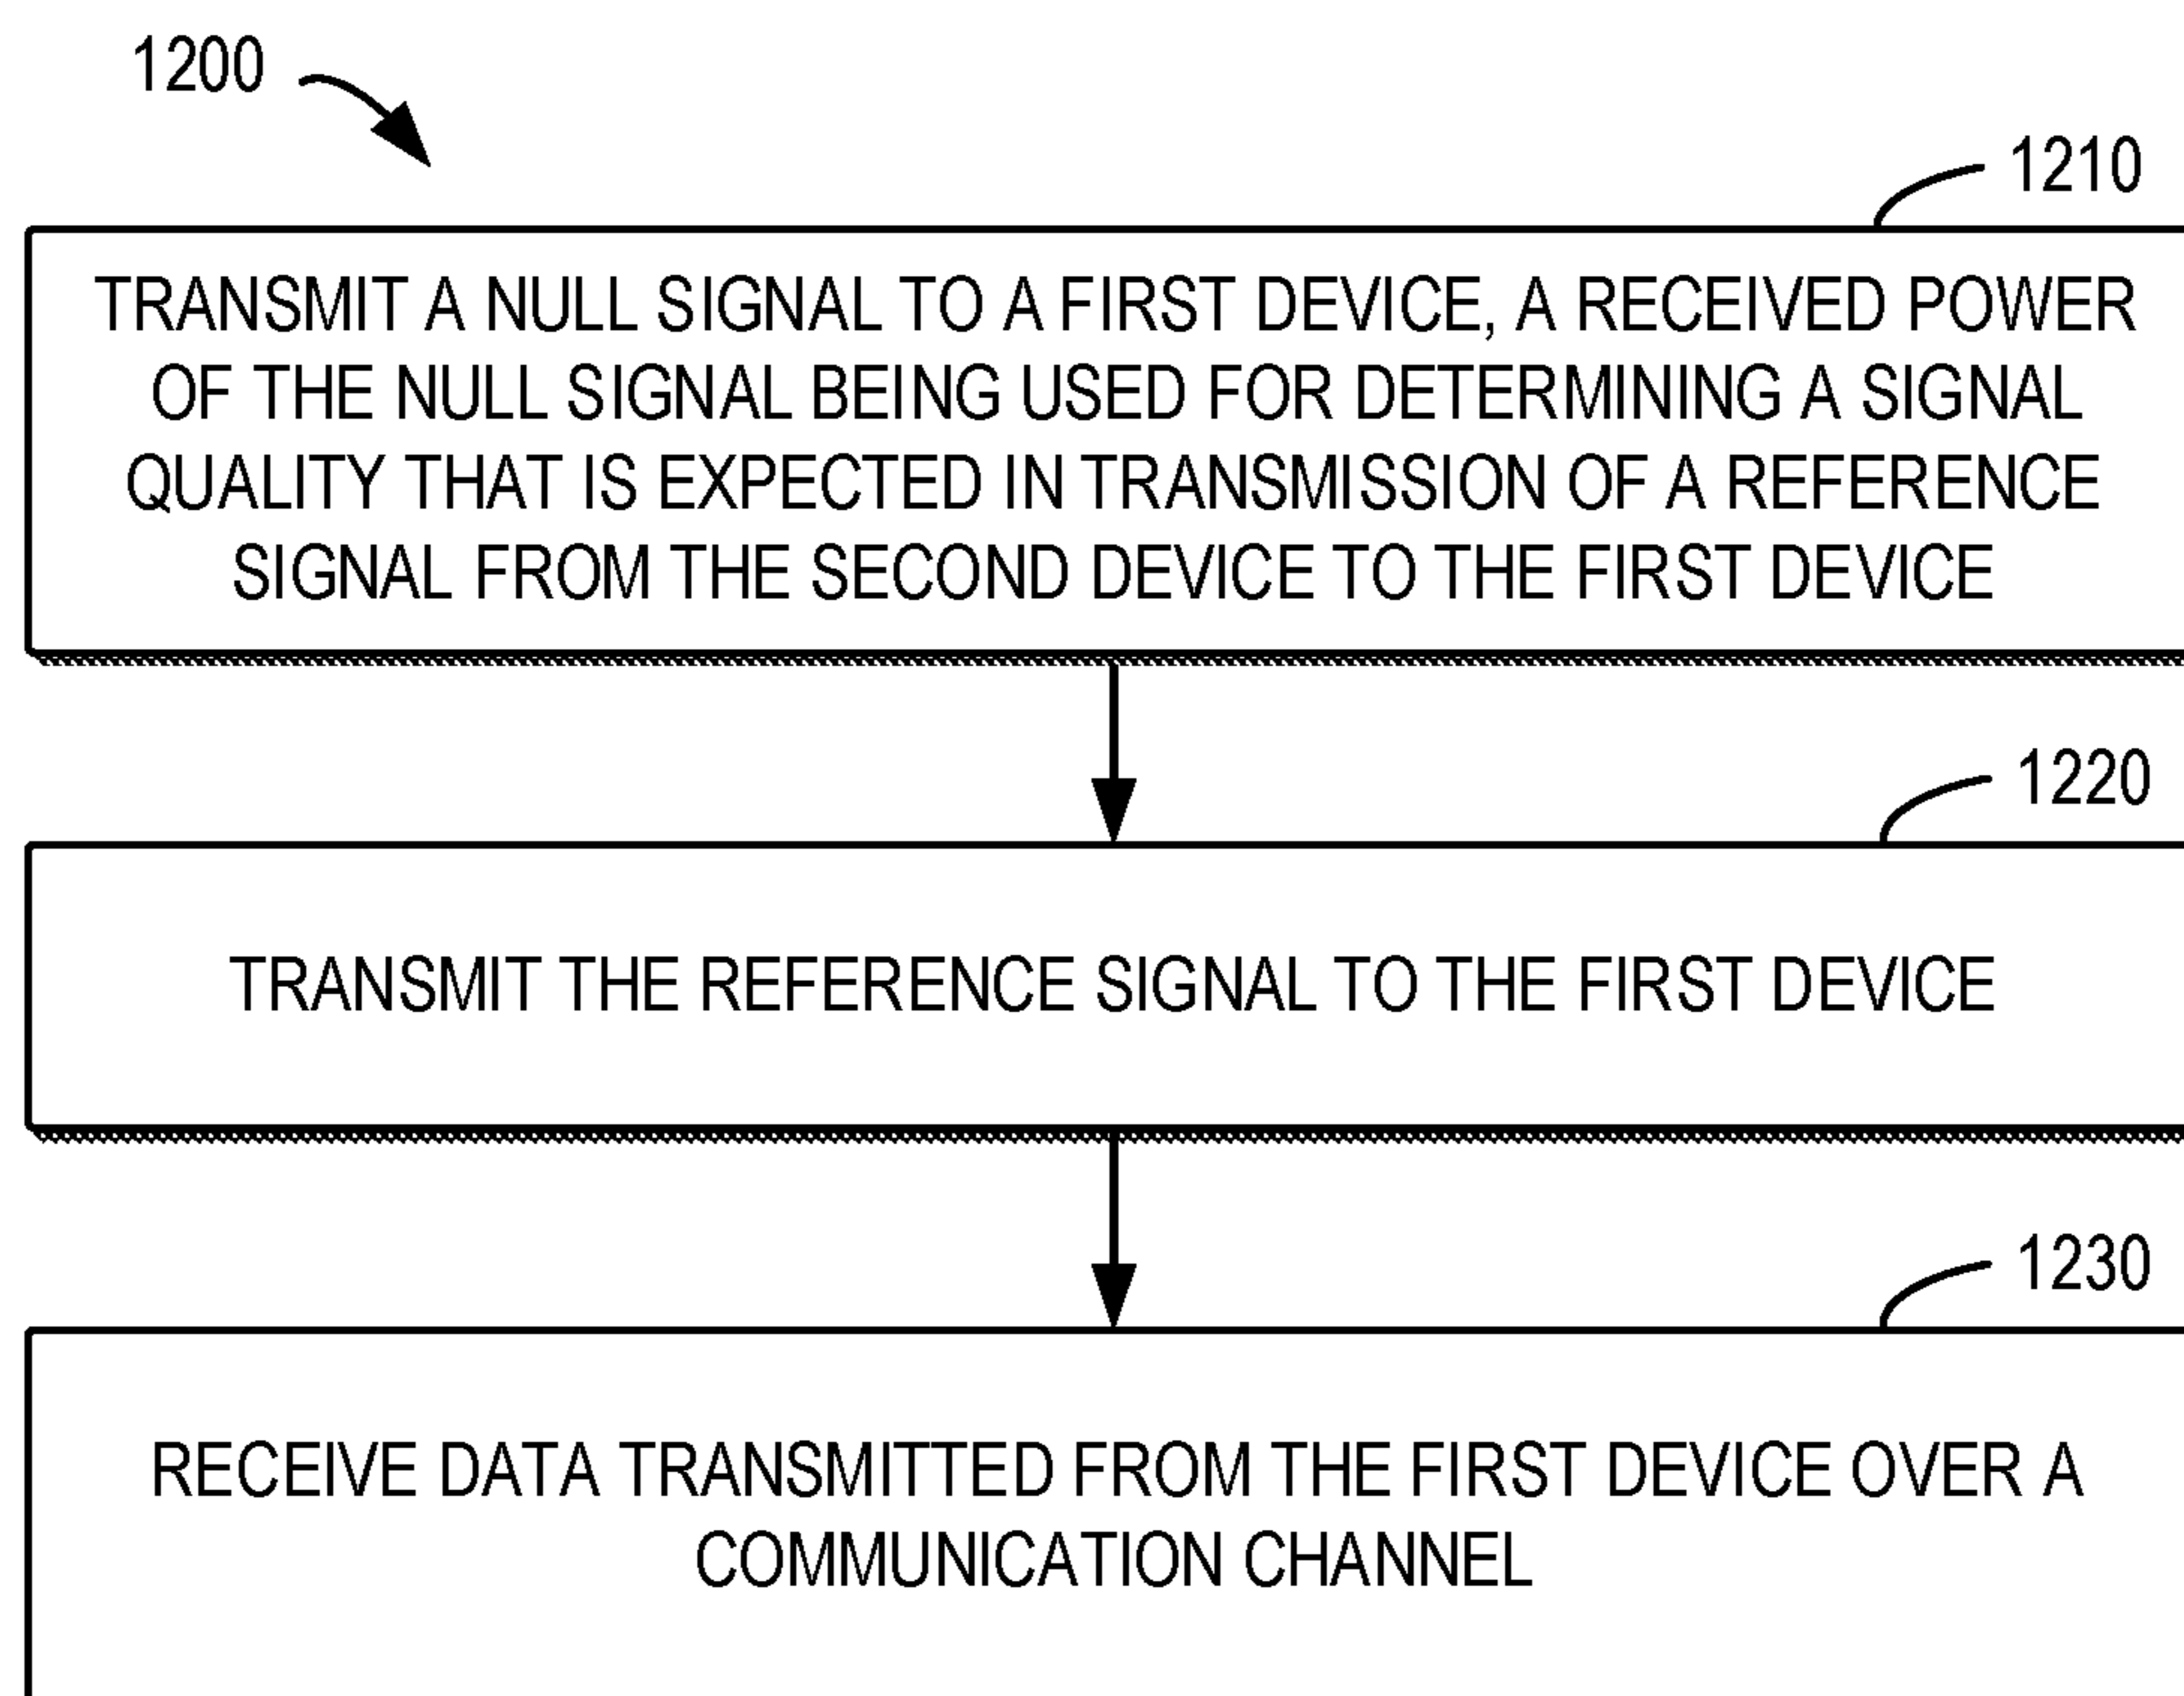 1200
1210
TRANSMIT A NULL SIGNAL TO A FIRST DEVICE, A RECEIVED POWER
OF THE NULL SIGNAL BEING USED FOR DETERMINING A SIGNAL
QUALITY THAT IS EXPECTED IN TRANSMISSION OF A REFERENCE
SIGNAL FROM THE SECOND DEVICE TO THE FIRST DEVICE
1220
TRANSMIT THE REFERENCE SIGNAL TO THE FIRST DEVICE
1230
RECEIVE DATA TRANSMITTED FROM THE FIRST DEVICE OVER A
COMMUNICATION CHANNEL